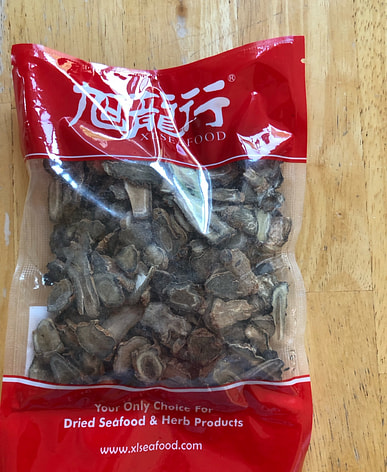 旭龍行®
XLSEAFOOD
Your Only Choice For
Dried Seafood & Herb Products
www.xlseafood.com